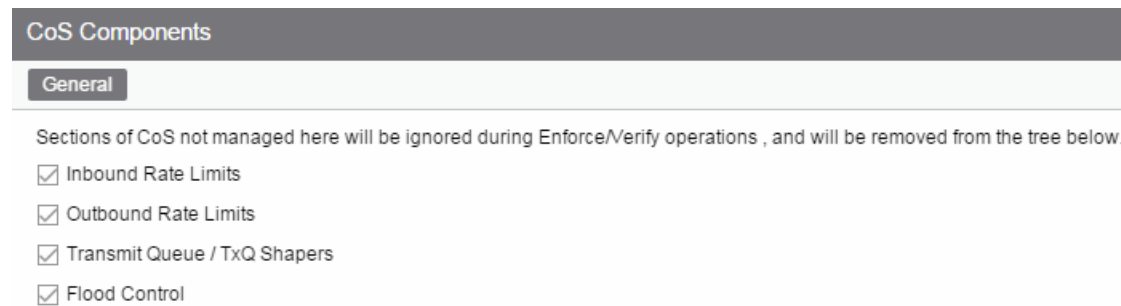 CoS Components
General
Sections of CoS not managed here will be ignored during Enforce/Verify operations , and will be removed from the tree below.
Inbound Rate Limits
Outbound Rate Limits
Transmit Queue / TxQ Shapers
Flood Control